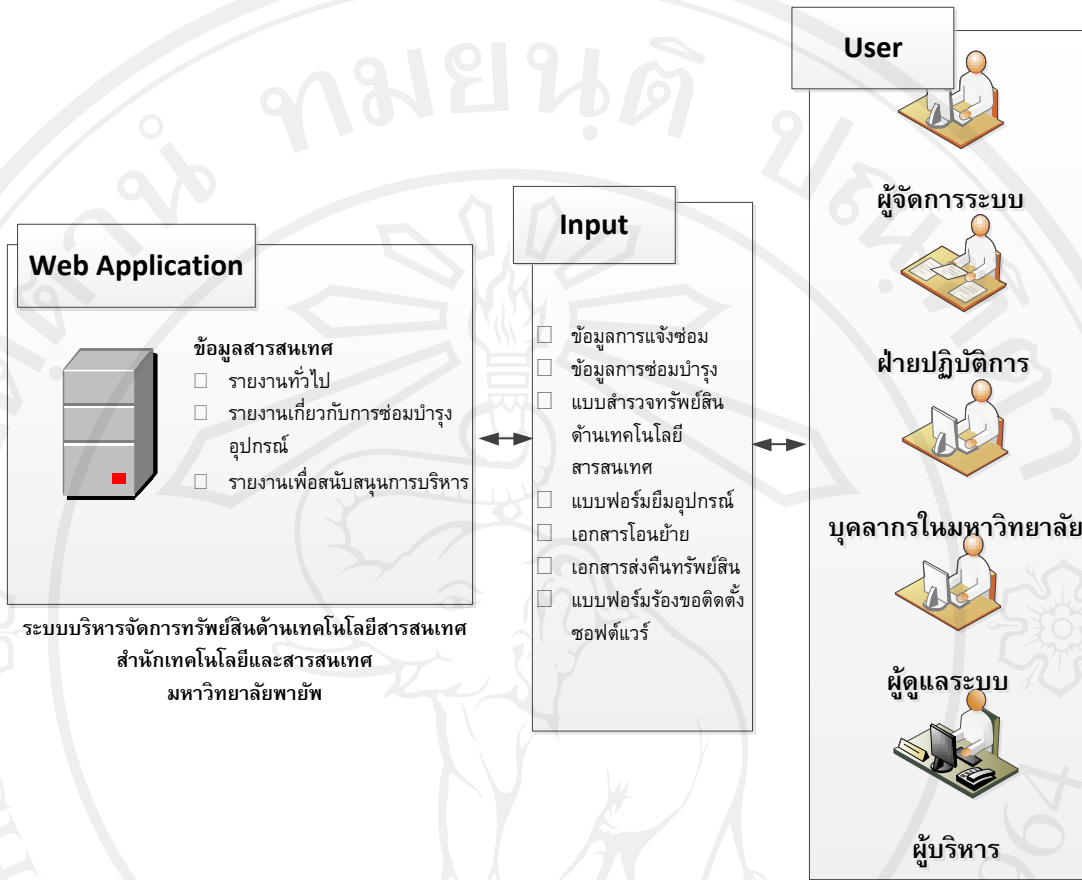 Web Application
ข้อมูลสารสนเทศ
รายงานทั่วไป
รายงานเกี่ยวกับการซ่อมบำรุง
อุปกรณ์
รายงานเพื่อสนับสนุนการบริหาร
ระบบบริหารจัดการทรัพย์สินด้านเทคโนโลยีสารสนเทศ
สำนักเทคโนโลยีและสารสนเทศ
มหาวิทยาลัยพายัพ
Input
ข้อมูลการแจ้งซ่อม
ข้อมูลการซ่อมบำรุง
แบบสำรวจทรัพย์สิน
ด้านเทคโนโลยี
สารสนเทศ
แบบฟอร์มยืมอุปกรณ์
เอกสารโอนย้าย
เอกสารส่งคืนทรัพย์สิน
แบบฟอร์มร้องขอติดตั้ง
ซอฟต์แวร์
User
ผู้จัดการระบบ
ฝ่ายปฏิบัติการ
บุคลากรในมหาวิทยาลัย
ผู้ดูแลระบบ
ผู้บริหาร